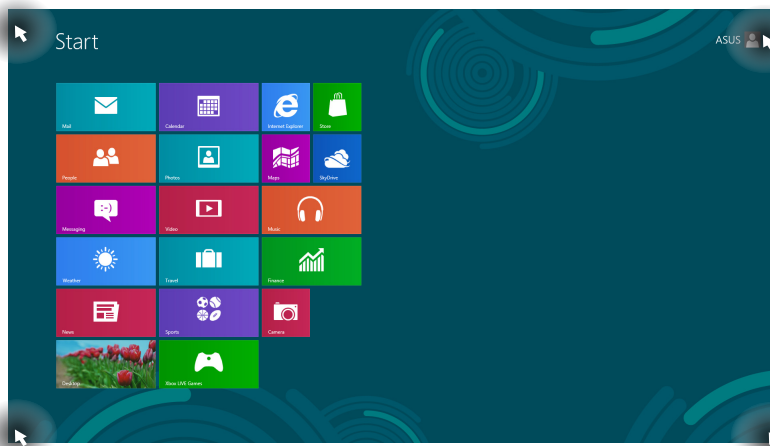 Start
ASUS
Mail
Calendar
Internet Explorer
Store
People
Photos
Maps
SkyDrive
Messaging
:-)
Video
Music
Weather
Travel
Finance
News
Sports
Camera
Desktop
Xbox LIVE Games